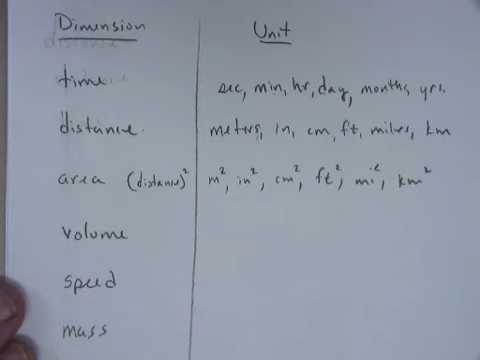 Dimension Unit
time sec, min, hr, day, months, yrs.
distance. meters, in, cm, ft, miles, km
area (distance)² m², in², cm², ft², mi², km²
volume
speed
mass